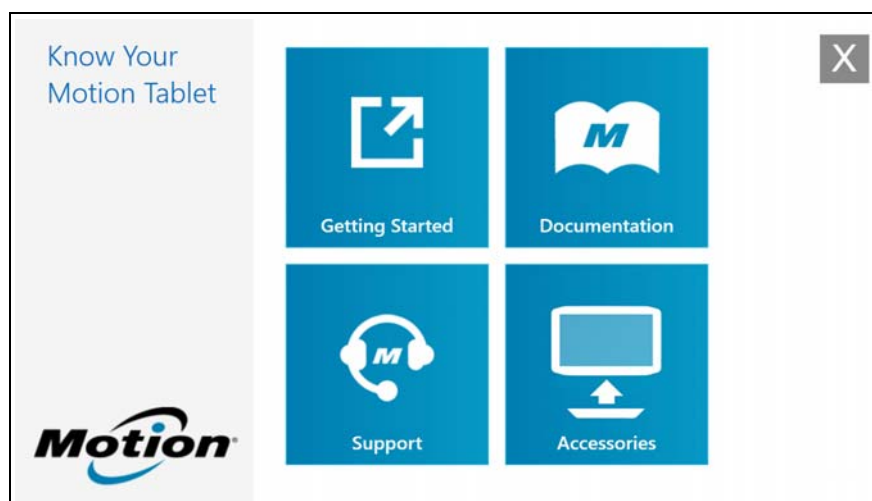 Know Your
Motion Tablet
X
Getting Started
M
Documentation
M
Support
Accessories
Motion